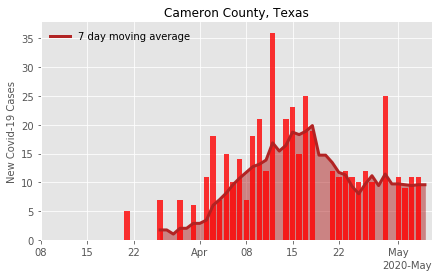 Cameron County, Texas
7 day moving average
New Covid-19 Cases
35
30
25
20
15
10
5
0
08 15 22 Apr 08 15 22 May
2020-May